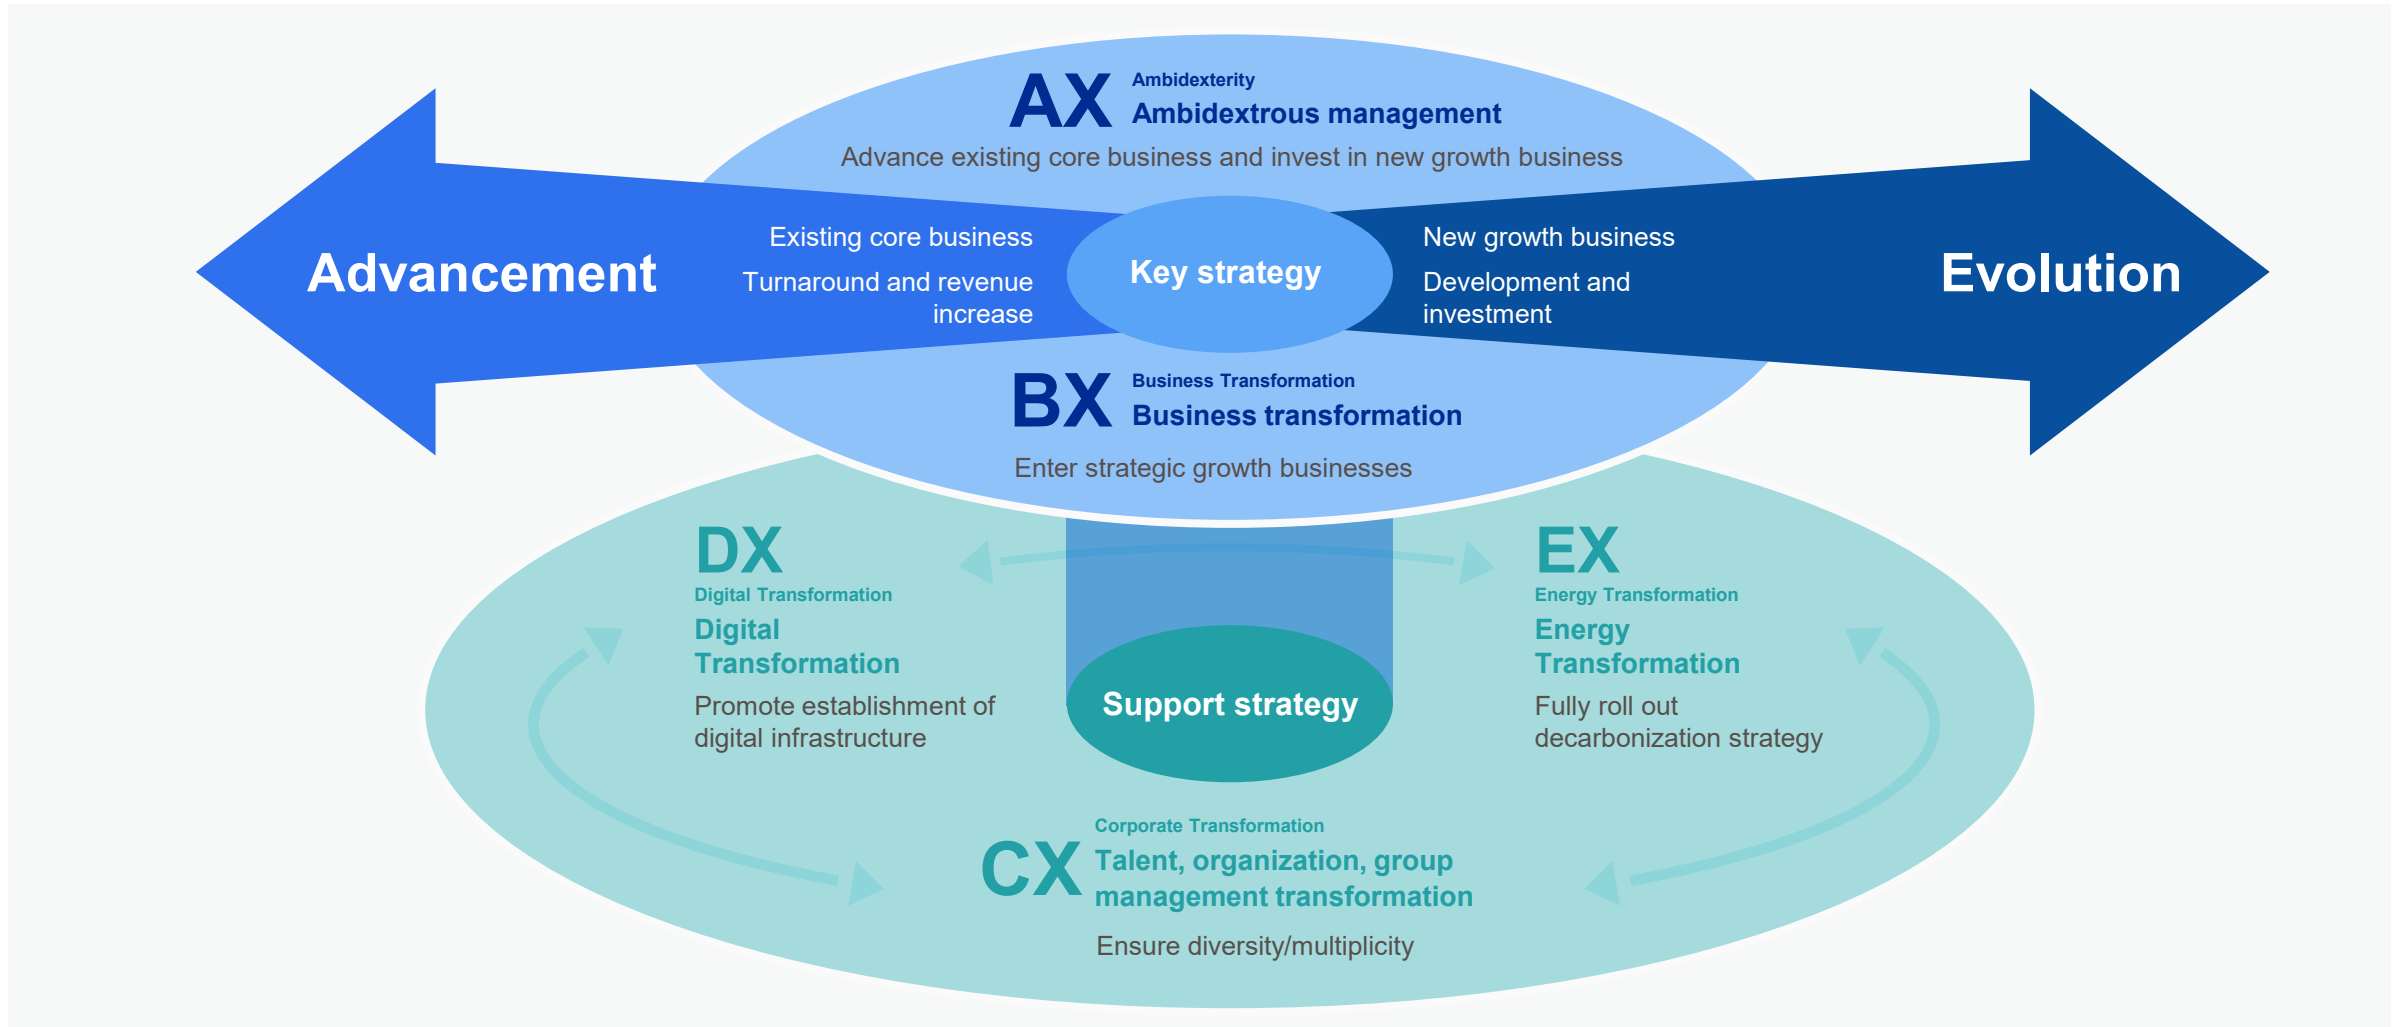 AX
Ambidexterity
Ambidextrous management
Advance existing core business and invest in new growth business
Advancement
Existing core business
Turnaround and revenue
increase
Key strategy
New growth business
Development and
investment
Evolution
BX
Business Transformation
Business transformation
Enter strategic growth businesses
DX
Digital Transformation
Digital
Transformation
Promote establishment of
digital infrastructure
EX
Energy Transformation
Energy
Transformation
Fully roll out
decarbonization strategy
Support strategy
CX
Corporate Transformation
Talent, organization, group
management transformation
Ensure diversity/multiplicity